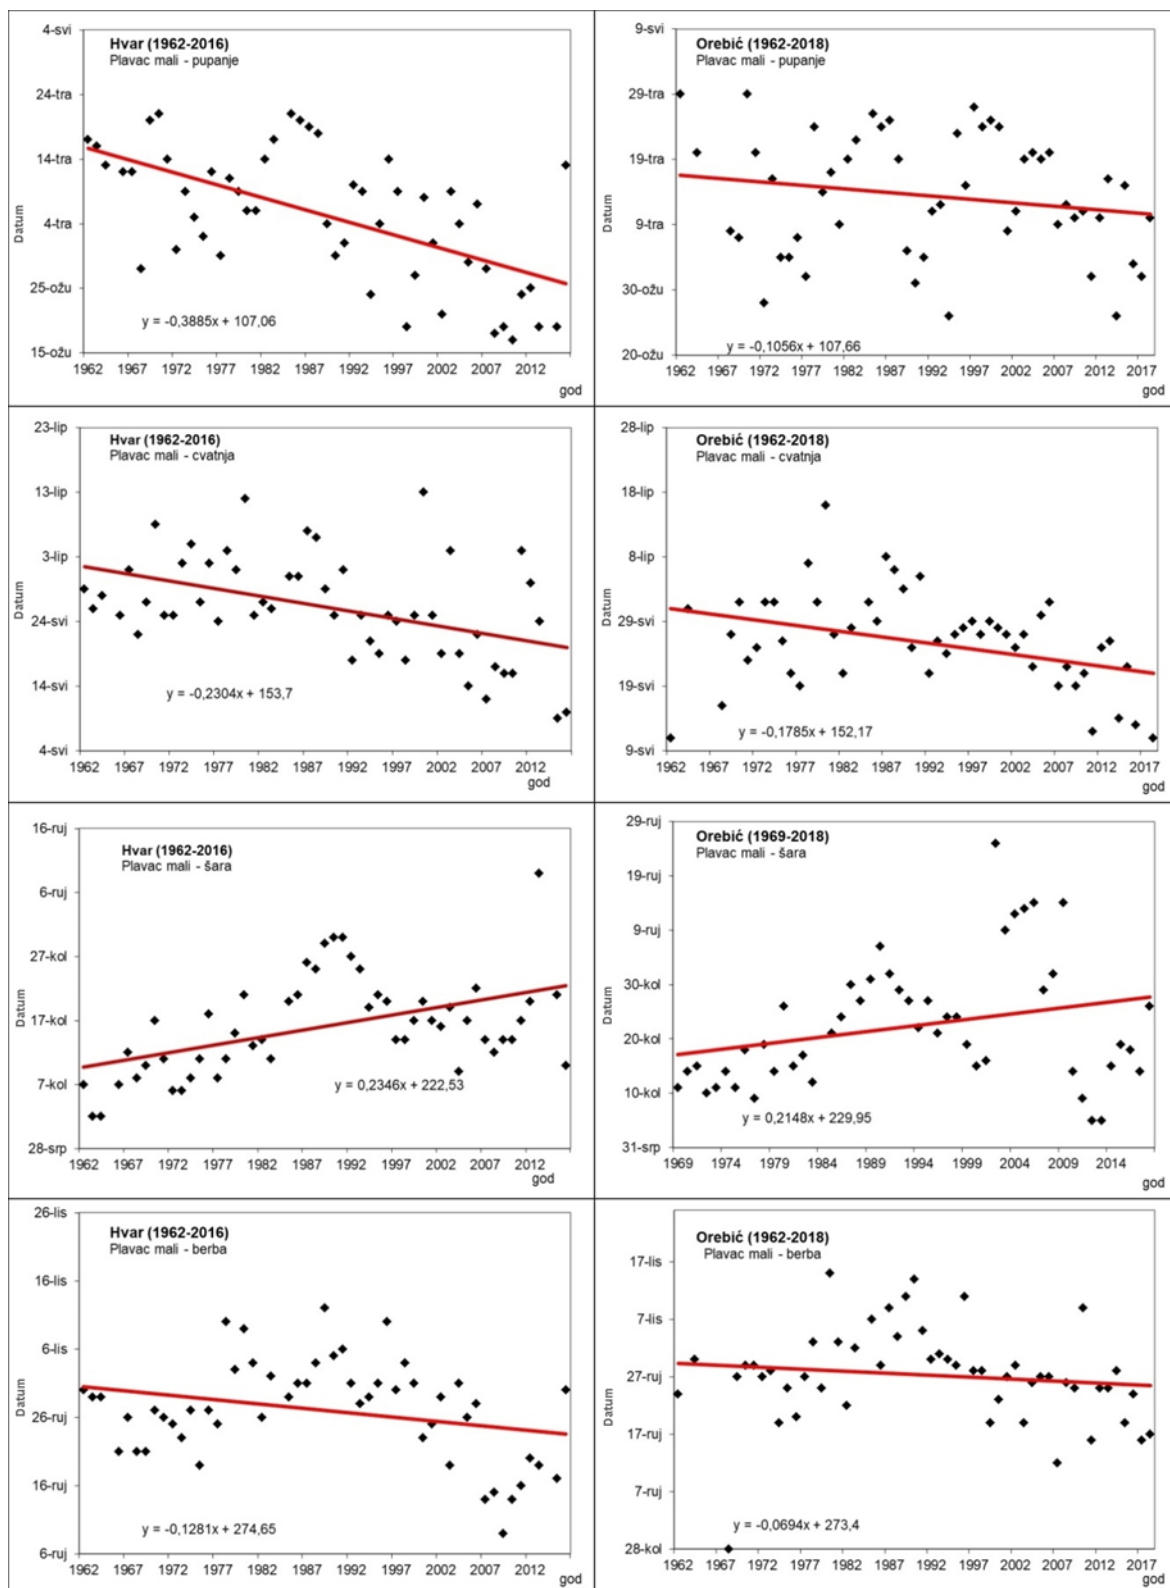 Hvar (1962-2016)
Plavac mali - pupanje
4-svi
24-tra
14-tra
4-tra
25-ožu
15-ožu
Datum
y = -0,3885x + 107,06
1962 1967 1972 1977 1982 1987 1992 1997 2002 2007 2012
god
Orebić (1962-2018)
Plavac mali - pupanje
9-svi
29-tra
19-tra
9-tra
30-ožu
20-ožu
Datum
y = -0,1056x + 107,66
1962 1967 1972 1977 1982 1987 1992 1997 2002 2007 2012 2017
god
Hvar (1962-2016)
Plavac mali - cvatnja
23-lip
13-lip
3-lip
24-svi
14-svi
4-svi
Datum
y = -0,2304x + 153,7
1962 1967 1972 1977 1982 1987 1992 1997 2002 2007 2012
god
Orebić (1962-2018)
Plavac mali - cvatnja
28-lip
18-lip
8-lip
29-svi
19-svi
9-svi
Datum
y = -0,1785x + 152,17
1962 1967 1972 1977 1982 1987 1992 1997 2002 2007 2012 2017
god
Hvar (1962-2016)
Plavac mali - šara
16-ruj
6-ruj
27-kol
17-kol
7-kol
28-srp
Datum
y = 0,2346x + 222,53
1962 1967 1972 1977 1982 1987 1992 1997 2002 2007 2012
god
Orebić (1969-2018)
Plavac mali - šara
29-ruj
19-ruj
9-ruj
30-kol
20-kol
10-kol
31-srp
Datum
y = 0,2148x + 229,95
1969 1974 1979 1984 1989 1994 1999 2004 2009 2014
god
Hvar (1962-2016)
Plavac mali - berba
26-lis
16-lis
6-lis
26-ruj
16-ruj
6-ruj
Datum
y = -0,1281x + 274,65
1962 1967 1972 1977 1982 1987 1992 1997 2002 2007 2012
god
Orebić (1962-2018)
Plavac mali - berba
17-lis
7-lis
27-ruj
17-ruj
7-ruj
28-kol
Datum
y = -0,0694x + 273,4
1962 1967 1972 1977 1982 1987 1992 1997 2002 2007 2012 2017
god